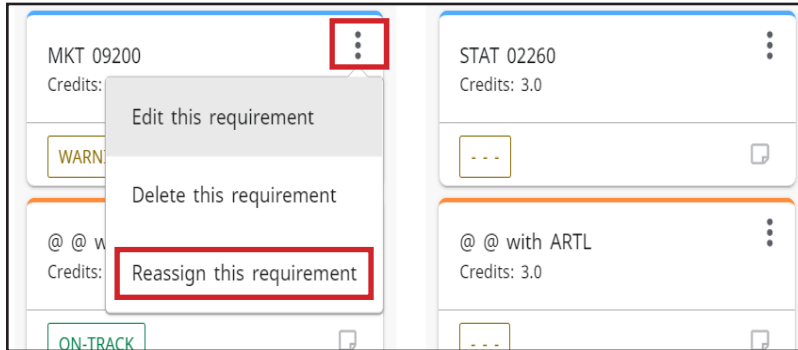 MKT 09200
Credits:
WARN
Edit this requirement
Delete this requirement
Reassign this requirement
@ @ w
Credits:
ON-TRACK
STAT 02260
Credits: 3.0
- - -
@ @ with ARTL
Credits: 3.0
- - -